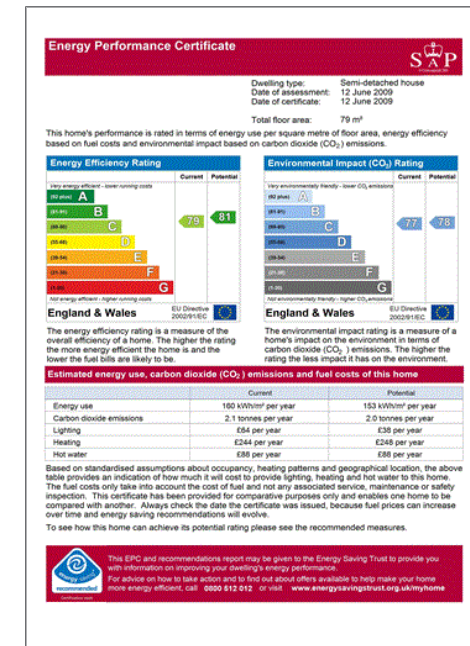 Energy Performance Certificate
SAP
Dwelling type: Semi-detached house
Date of assessment: 12 June 2009
Date of certificate: 12 June 2009
Total floor area: 79 m²
This home's performance is rated in terms of energy use per square metre of floor area, energy efficiency
based on fuel costs and environmental impact based on carbon dioxide (CO₂) emissions.
Energy Efficiency Rating
Current Potential
Very energy efficient - lower running costs
(92 plus) A
(81-91) B
(69-80) C
(55-68) D
(39-54) E
(21-38) F
(1-20) G
79
81
Not energy efficient - higher running costs
England & Wales
EU Directive
2002/91/EC
Environmental Impact (CO₂) Rating
Current Potential
Very environmentally friendly - lower CO₂ emissions
(92 plus) A
(81-91) B
(69-80) C
(55-68) D
(39-54) E
(21-38) F
(1-20) G
77
78
Not environmentally friendly - higher CO₂ emissions
England & Wales
EU Directive
2002/91/EC
The energy efficiency rating is a measure of the
overall efficiency of a home. The higher the rating
the more energy efficient the home is and the
lower the fuel bills are likely to be.
The environmental impact rating is a measure of a
home's impact on the environment in terms of
carbon dioxide (CO₂ ) emissions. The higher the
rating the less impact it has on the environment.
Estimated energy use, carbon dioxide (CO₂ ) emissions and fuel costs of this home
Current Potential
Energy use 160 kWh/m² per year 153 kWh/m² per year
Carbon dioxide emissions 2.1 tonnes per year 2.0 tonnes per year
Lighting £64 per year £38 per year
Heating £244 per year £248 per year
Hot water £88 per year £88 per year
Based on standardised assumptions about occupancy, heating patterns and geographical location, the above
table provides an indication of how much it will cost to provide lighting, heating and hot water to this home.
The fuel costs only take into account the cost of fuel and not any associated service, maintenance or safety
inspection. This certificate has been provided for comparative purposes only and enables one home to be
compared with another. Always check the date the certificate was issued, because fuel prices can increase
over time and energy saving recommendations will evolve.
To see how this home can achieve its potential rating please see the recommended measures.
energy saving
recommended
Certification mark
This EPC and recommendations report may be given to the Energy Saving Trust to provide you
with information on improving your dwelling's energy performance.
For advice on how to take action and to find out about offers available to help make your home
more energy efficient, call 0800 512 012 or visit www.energysavingtrust.org.uk/myhome